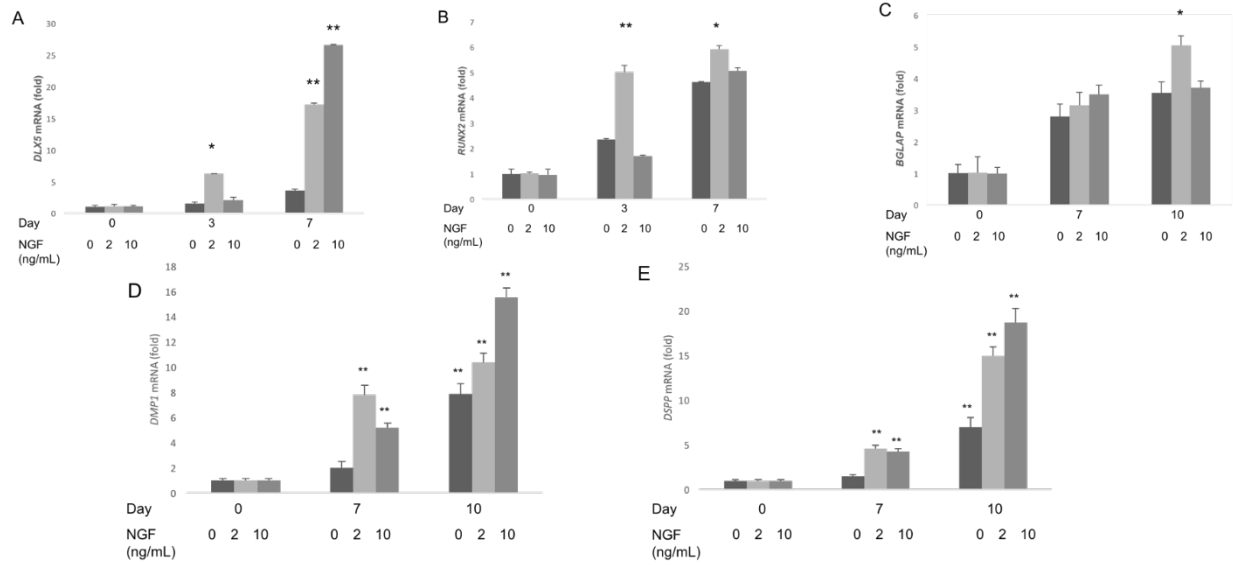 A
DLX5 mRNA (fold)
30
25
20
15
10
5
0
*
**
**
Day 0 3 7
NGF 0 2 10 0 2 10 0 2 10
(ng/mL)
B
RUNX2 mRNA (fold)
7
6
5
4
3
2
1
0
**
*
Day 0 3 7
NGF 0 2 10 0 2 10 0 2 10
(ng/mL)
C
BGLAP mRNA (fold)
6
5
4
3
2
1
0
*
Day 0 7 10
NGF 0 2 10 0 2 10 0 2 10
(ng/mL)
D
DMP1 mRNA (fold)
18
16
14
12
10
8
6
4
2
0
**
**
**
**
**
Day 0 7 10
NGF 0 2 10 0 2 10 0 2 10
(ng/mL)
E
DSPP mRNA (fold)
25
20
15
10
5
0
**
**
**
**
**
Day 0 7 10
NGF 0 2 10 0 2 10 0 2 10
(ng/mL)